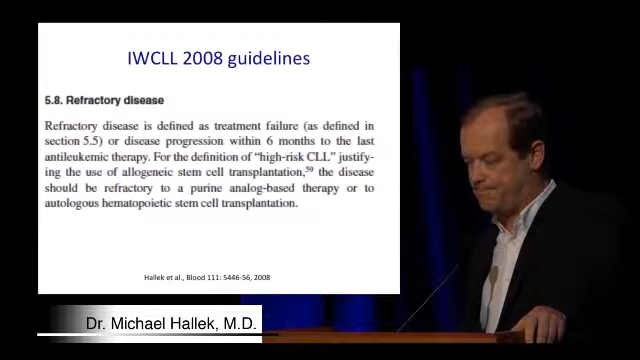 IWCLL 2008 guidelines
5.8. Refractory disease
Refractory disease is defined as treatment failure (as defined in
section 5.5) or disease progression within 6 months to the last
antileukemic therapy. For the definition of “high-risk CLL” justify-
ing the use of allogeneic stem cell transplantation,⁵⁹ the disease
should be refractory to a purine analog-based therapy or to
autologous hematopoietic stem cell transplantation.
Hallek et al., Blood 111: 5446-56, 2008
Dr. Michael Hallek, M.D.